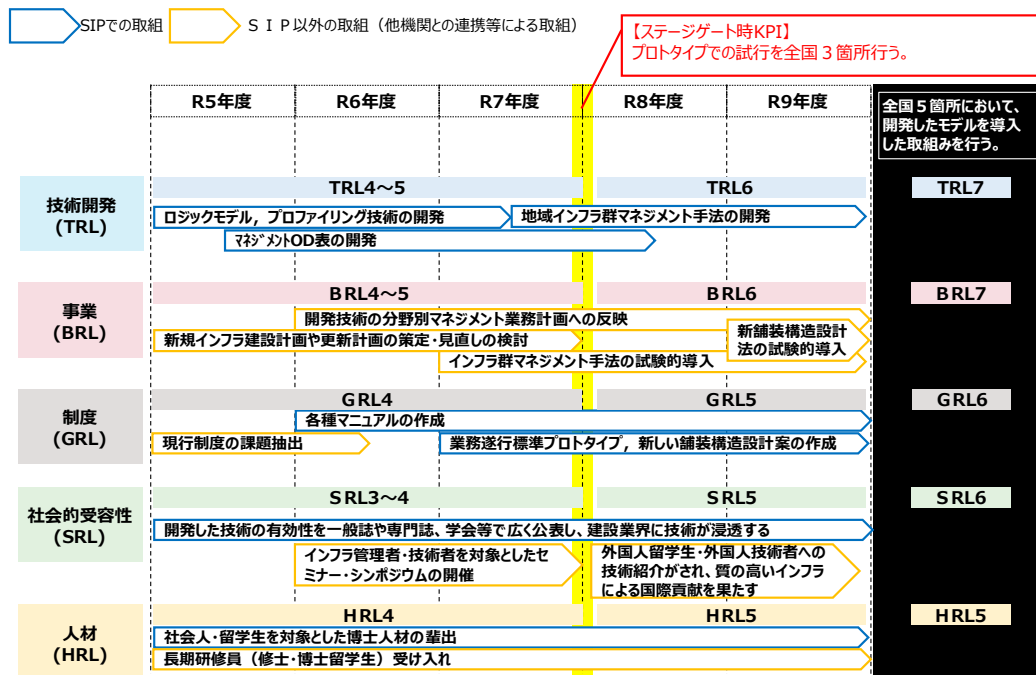 SIPでの取組
ＳＩＰ以外の取組（他機関との連携等による取組）
【ステージゲート時KPI】
プロトタイプでの試行を全国３箇所行う。
R5年度 R6年度 R7年度 R8年度 R9年度
全国５箇所において、
開発したモデルを導入
した取組みを行う。
技術開発
(TRL)
TRL4～5 TRL6 TRL7
ロジックモデル，プロファイリング技術の開発 地域インフラ群マネジメント手法の開発
ﾏﾈｼﾞﾒﾝﾄOD表の開発
事業
(BRL)
BRL4～5 BRL6 BRL7
開発技術の分野別マネジメント業務計画への反映
新規インフラ建設計画や更新計画の策定・見直しの検討
新舗装構造設計
法の試験的導入
インフラ群マネジメント手法の試験的導入
制度
(GRL)
GRL4 GRL5 GRL6
各種マニュアルの作成
現行制度の課題抽出 業務遂行標準プロトタイプ，新しい舗装構造設計案の作成
社会的受容性
(SRL)
SRL3～4 SRL5 SRL6
開発した技術の有効性を一般誌や専門誌、学会等で広く公表し、建設業界に技術が浸透する
インフラ管理者・技術者を対象としたセ
ミナー・シンポジウムの開催
外国人留学生・外国人技術者への
技術紹介がされ、質の高いインフラ
による国際貢献を果たす
人材
(HRL)
HRL4 HRL5 HRL5
社会人・留学生を対象とした博士人材の輩出
長期研修員（修士・博士留学生）受け入れ